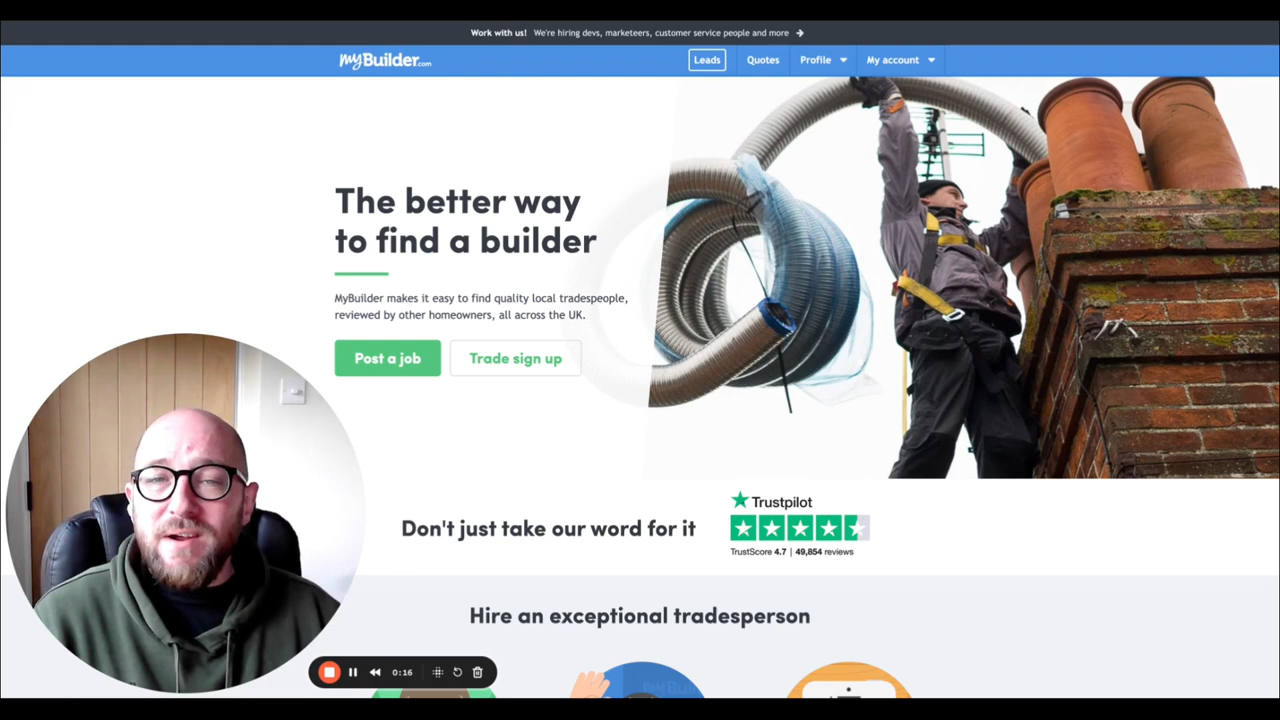 Work with us! We're hiring devs, marketeers, customer service people and more
myBuilder.com
Leads
Quotes
Profile
My account
The better way
to find a builder
MyBuilder makes it easy to find quality local tradespeople,
reviewed by other homeowners, all across the UK.
Post a job
Trade sign up
Trustpilot
Don't just take our word for it
TrustScore 4.7 | 49,854 reviews
Hire an exceptional tradesperson
0:16
myBuilder